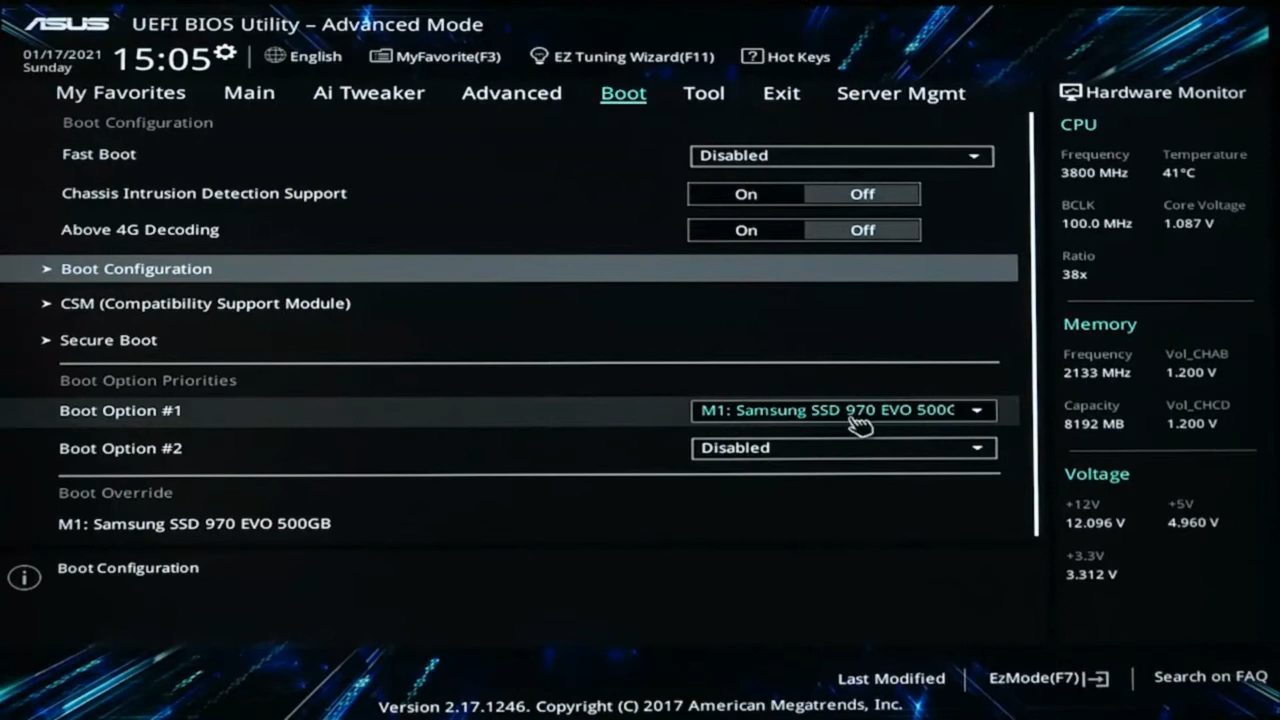 ASUS UEFI BIOS Utility – Advanced Mode
01/17/2021
Sunday
15:05
English
MyFavorite(F3)
EZ Tuning Wizard(F11)
? Hot Keys
My Favorites Main Ai Tweaker Advanced Boot Tool Exit Server Mgmt
Boot Configuration
Fast Boot Disabled
Chassis Intrusion Detection Support On Off
Above 4G Decoding On Off
> Boot Configuration
> CSM (Compatibility Support Module)
> Secure Boot
Boot Option Priorities
Boot Option #1 M1: Samsung SSD 970 EVO 500G
Boot Option #2 Disabled
Boot Override
M1: Samsung SSD 970 EVO 500GB
i Boot Configuration
Hardware Monitor
CPU
Frequency Temperature
3800 MHz 41°C
BCLK Core Voltage
100.0 MHz 1.087 V
Ratio
38x
Memory
Frequency Vol_CHAB
2133 MHz 1.200 V
Capacity Vol_CHCD
8192 MB 1.200 V
Voltage
+12V +5V
12.096 V 4.960 V
+3.3V
3.312 V
Last Modified EzMode(F7) Search on FAQ
Version 2.17.1246. Copyright (C) 2017 American Megatrends, Inc.